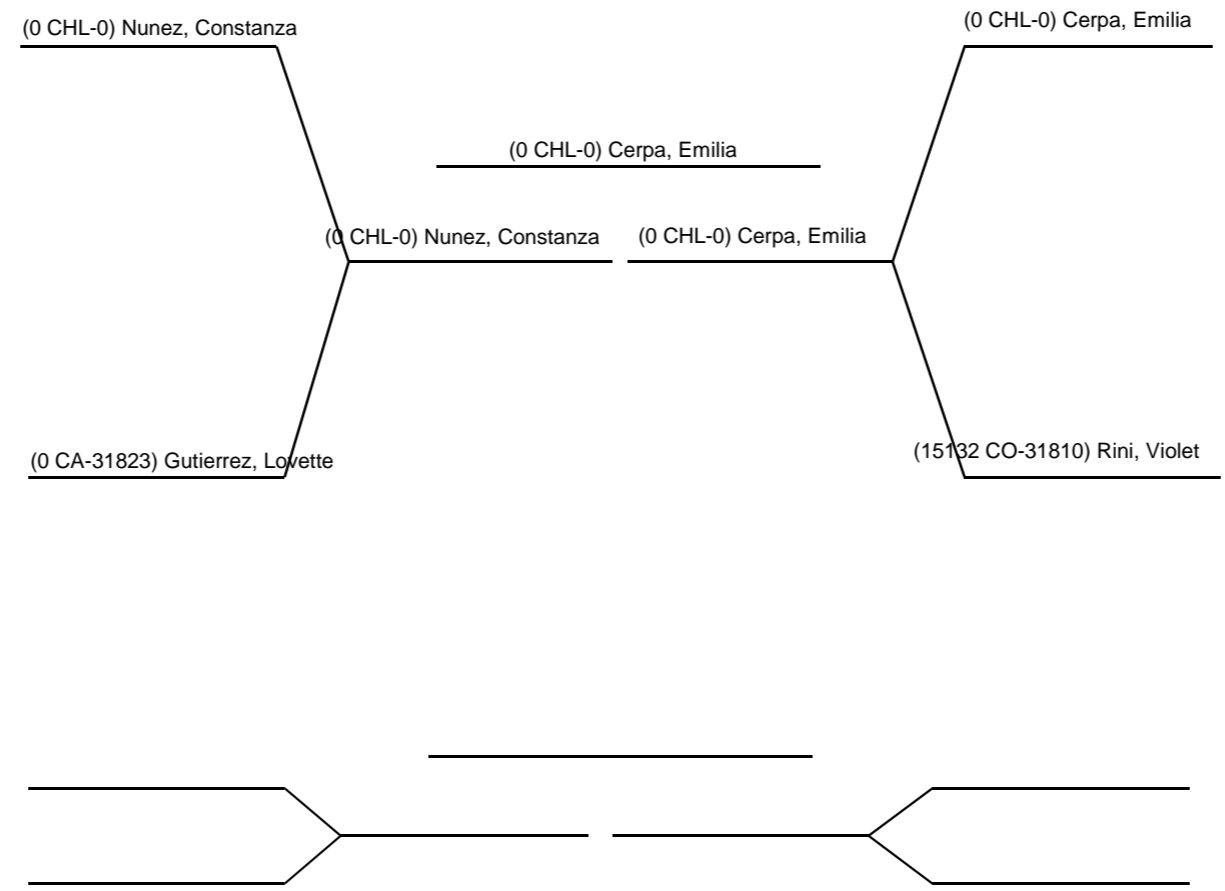 (0 CHL-0) Nunez, Constanza
(0 CHL-0) Cerpa, Emilia
(0 CHL-0) Cerpa, Emilia
(0 CHL-0) Nunez, Constanza
(0 CHL-0) Cerpa, Emilia
(0 CA-31823) Gutierrez, Lovette
(15132 CO-31810) Rini, Violet